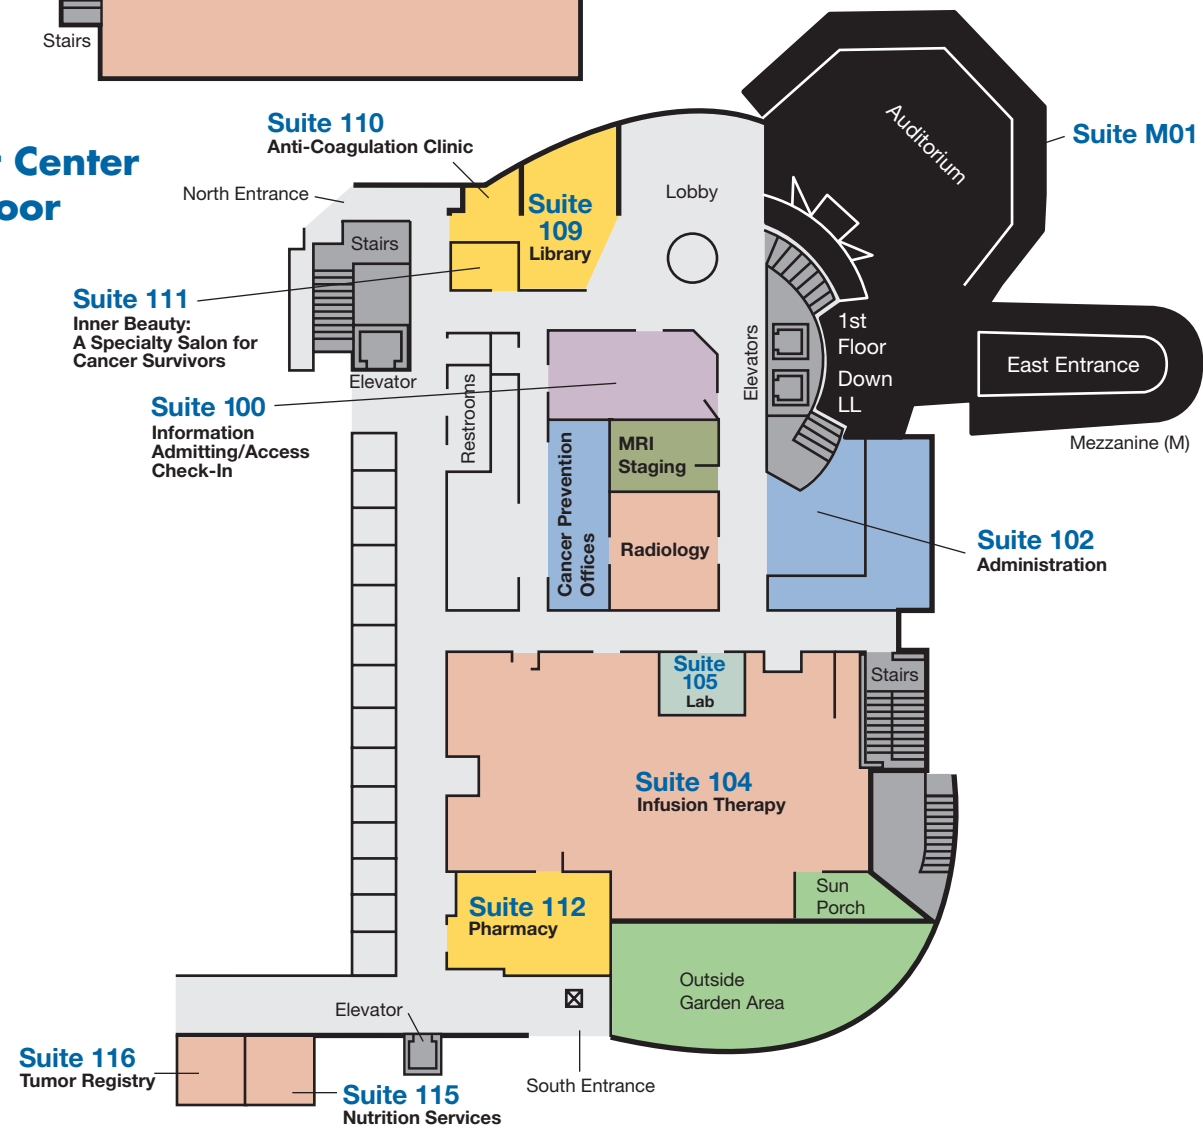 Stairs
Center
Suite 110
Anti-Coagulation Clinic
North Entrance
Stairs
Suite
109
Library
Lobby
Auditorium
Suite M01
Suite 111
Inner Beauty:
A Specialty Salon for
Cancer Survivors
Elevator
Elevators
1st
Floor
Down
LL
East Entrance
Mezzanine (M)
Suite 100
Information
Admitting/Access
Check-In
Restrooms
Cancer Prevention
Offices
MRI
Staging
Radiology
Suite 102
Administration
Suite
105
Lab
Stairs
Suite 104
Infusion Therapy
Sun
Porch
Suite 112
Pharmacy
Outside
Garden Area
Elevator
South Entrance
Suite 116
Tumor Registry
Suite 115
Nutrition Services